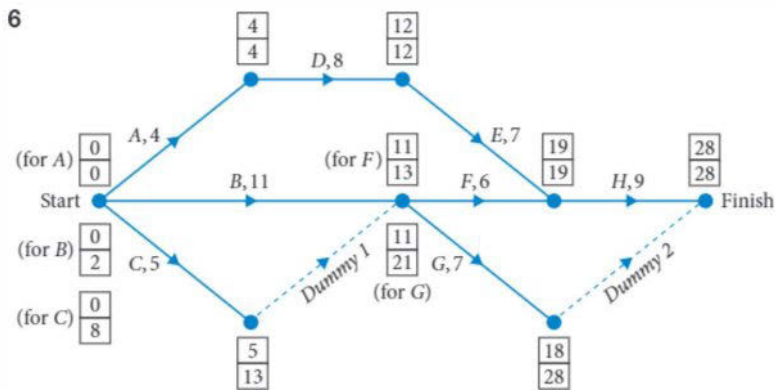 6
4
4
12
12
D, 8
A, 4
E, 7
(for A)
0
0
(for F)
11
13
19
19
28
28
B, 11
F, 6
H, 9
Start
Finish
(for B)
0
2
C, 5
Dummy 1
11
21
(for G)
G, 7
Dummy 2
(for C)
0
8
5
13
18
28